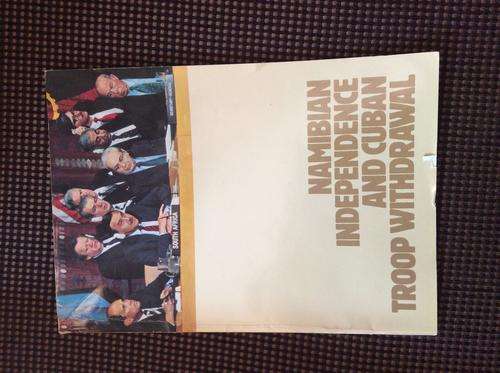 NAMIBIAN
INDEPENDENCE
AND CUBAN
TROOP WITHDRAWAL
SOUTH AFRICA